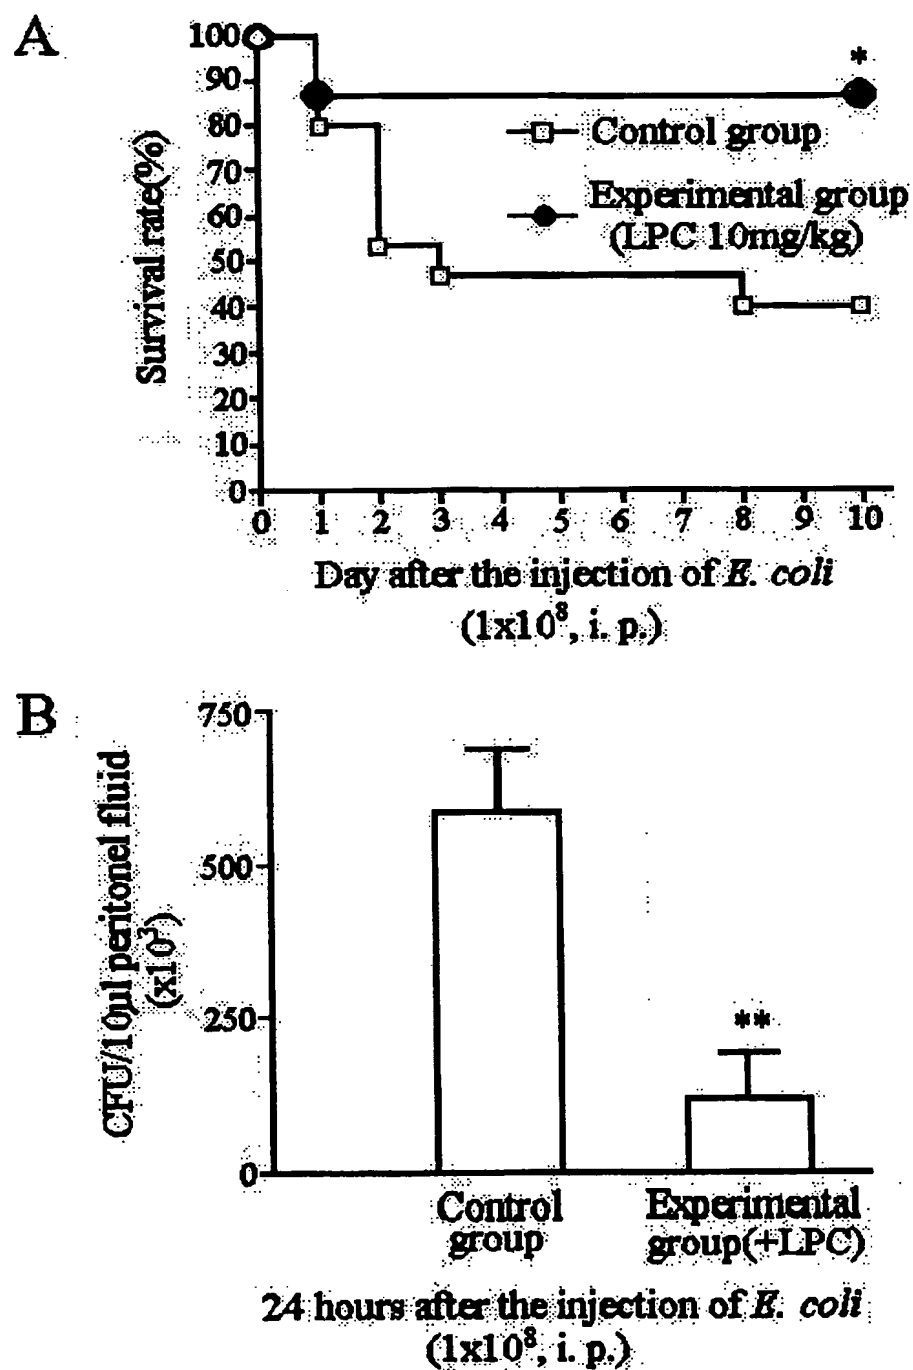 A
100
90
80
70
60
50
40
30
20
10
0
Survival rate(%)
*
Control group
Experimental group
(LPC 10mg/kg)
0 1 2 3 4 5 6 7 8 9 10
Day after the injection of E. coli
(1x10⁸, i. p.)
B
750
500
250
0
CFU/10µl peritonel fluid
(x10³)
**
Control
group
Experimental
group(+LPC)
24 hours after the injection of E. coli
(1x10⁸, i. p.)